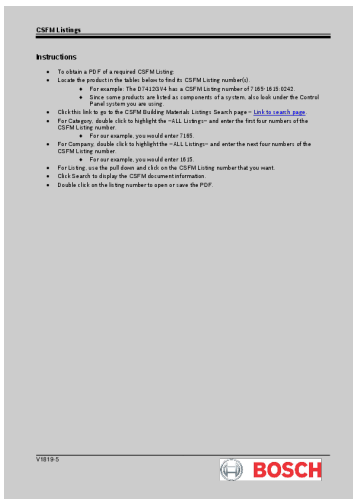 CSFM Listings
Instructions
• To obtain a PDF of a required CSFM Listing:
• Locate the product in the tables below to find its CSFM Listing number(s).
• For example: The D7412GV4 has a CSFM Listing number of 7165-1615:0242.
• Since some products are listed as components of a system, also look under the Control
Panel system you are using.
• Click this link to go to the CSFM Building Materials Listings Search page - Link to search page.
• For Category, double click to highlight the ~ALL Listings~ and enter the first four numbers of the
CSFM Listing number.
• For our example, you would enter 7165.
• For Company, double click to highlight the ~ALL Listings~ and enter the next four numbers of the
CSFM Listing number.
• For our example, you would enter 1615.
• For Listing, use the pull down and click on the CSFM Listing number that you want.
• Click Search to display the CSFM document information.
• Double click on the listing number to open or save the PDF.
V1819-5
BOSCH